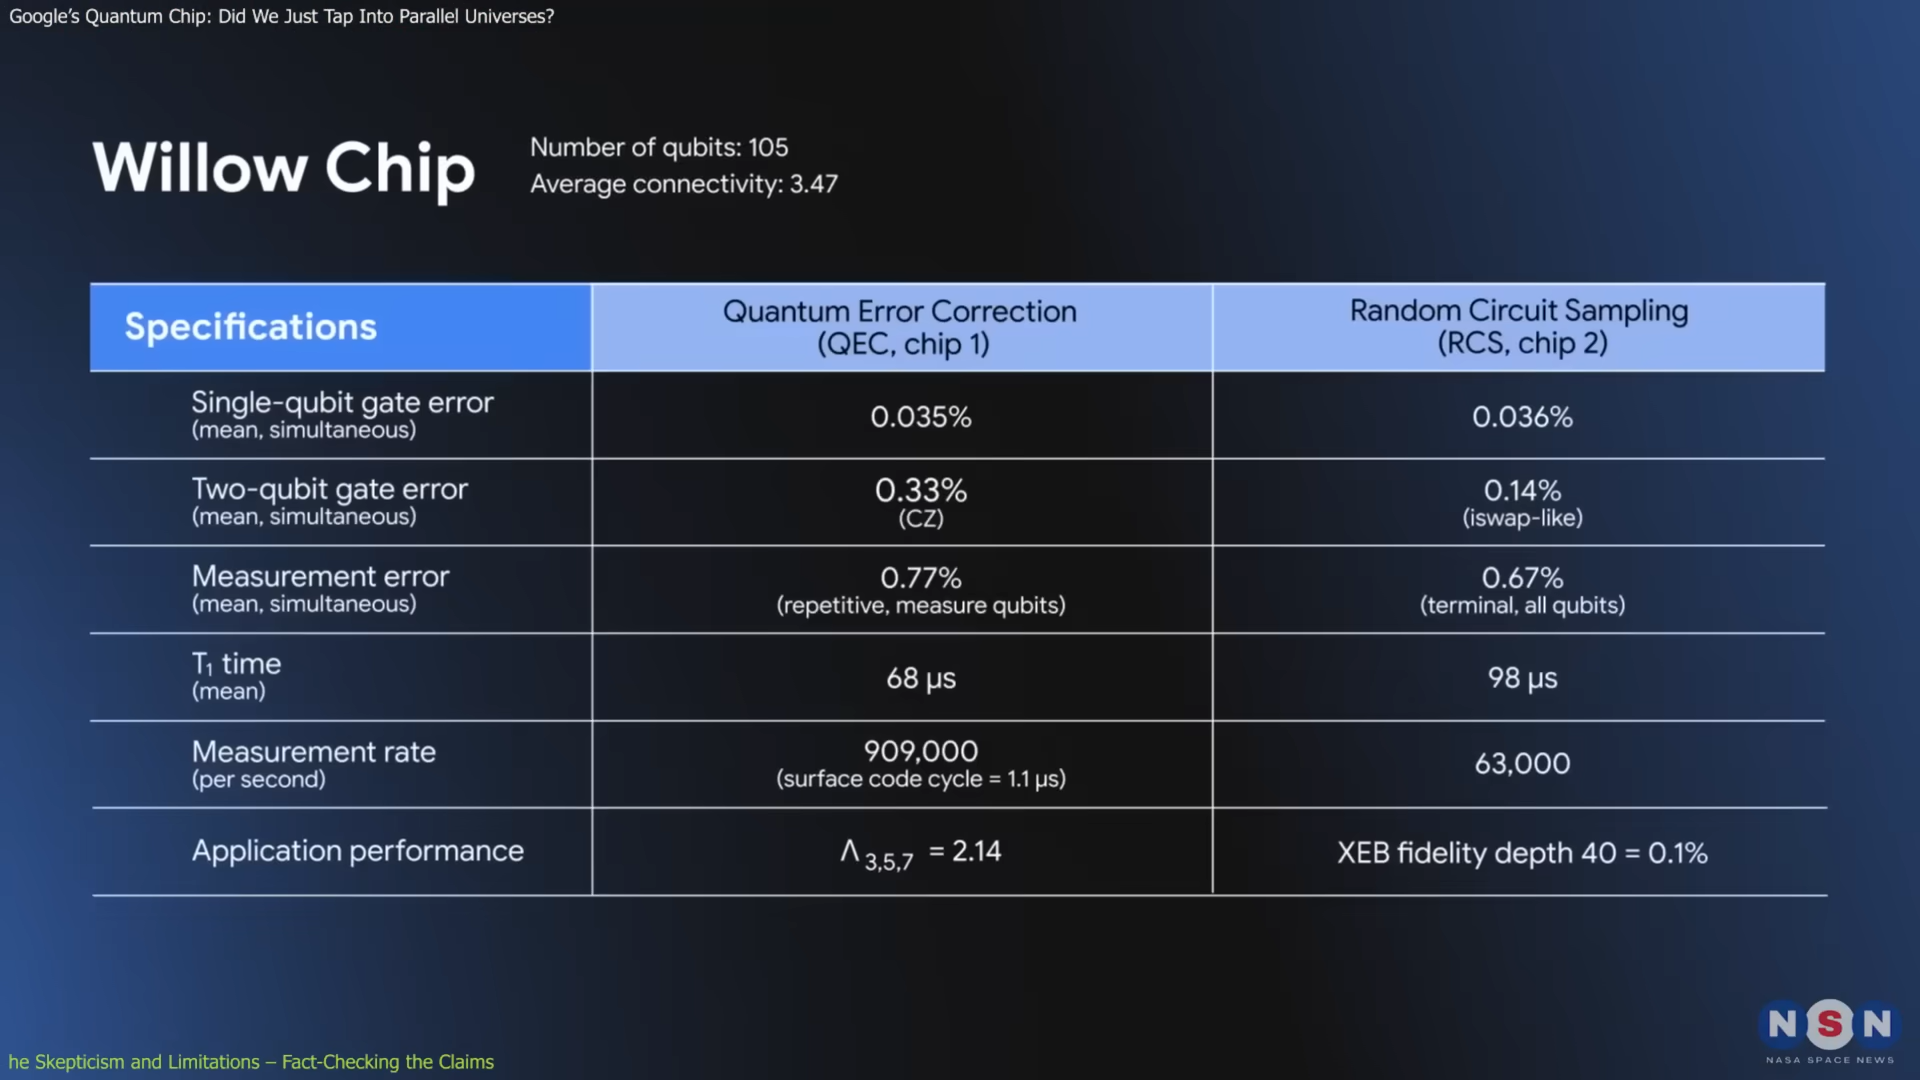 Google’s Quantum Chip: Did We Just Tap Into Parallel Universes?
Willow Chip
Number of qubits: 105
Average connectivity: 3.47
Specifications
Quantum Error Correction
(QEC, chip 1)
Random Circuit Sampling
(RCS, chip 2)
Single-qubit gate error
(mean, simultaneous)
0.035%
0.036%
Two-qubit gate error
(mean, simultaneous)
0.33%
(CZ)
0.14%
(iswap-like)
Measurement error
(mean, simultaneous)
0.77%
(repetitive, measure qubits)
0.67%
(terminal, all qubits)
T₁ time
(mean)
68 µs
98 µs
Measurement rate
(per second)
909,000
(surface code cycle = 1.1 µs)
63,000
Application performance
Λ 3,5,7 = 2.14
XEB fidelity depth 40 = 0.1%
NSN
NASA SPACE NEWS
he Skepticism and Limitations – Fact-Checking the Claims